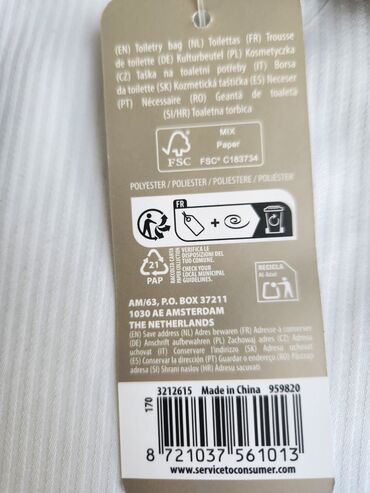 (EN) Toiletry bag (NL) Toilettas (FR) Trousse
de toilette (DE) Kulturbeutel (PL) Kosmetyczka
(CZ) Taška na toaletní potřeby (IT) Borsa
da toilette (SK) Kozmetická taštička (ES) Neceser
(PT) Nécessaire (RO) Geantă de toaletă
(SI/HR) Toaletna torbica
FSC
MIX
Paper
FSC® C183734
POLYESTER / POLIESTER / POLIESTERE / POLIÉSTER
FR
21
PAP
RACCOLTA CARTA
VERIFICA LE
DISPOSIZIONI DEL
TUO COMUNE.
CHECK YOUR
LOCAL MUNICIPAL
GUIDELINES.
RECICLA
Al Azul
AM/63, P.O. BOX 37211
1030 AE AMSTERDAM
THE NETHERLANDS
(EN) Save address (NL) Adres bewaren (FR) Adresse à conserver
(DE) Anschrift aufbewahren (PL) Zachowaj adres (CZ) Adresu
uchovat (IT) Conservare l'indirizzo (SK) Adresu uchovať
(ES) Conservar la dirección (PT) Guardar o endereço (RO) Păstrați
adresa (SI) Shrani naslov (HR) Adresu sačuvati
170
3212615 Made in China 959820
8 721037 561013
www.servicetoconsumer.com